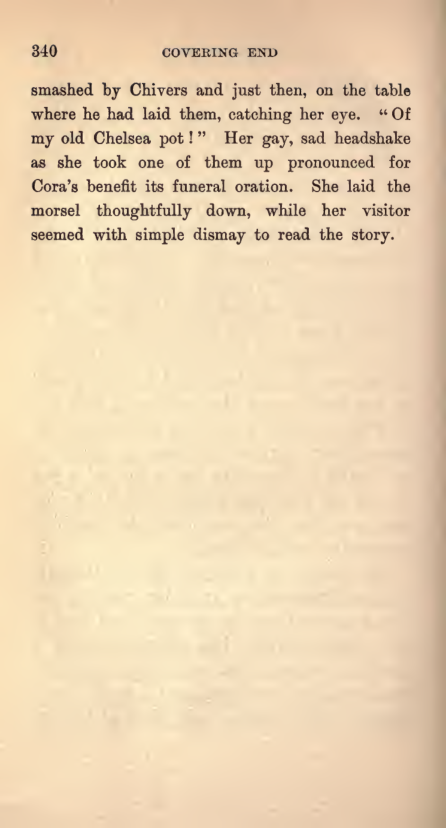 340 COVERING END
smashed by Chivers and just then, on the table
where he had laid them, catching her eye. “Of
my old Chelsea pot!” Her gay, sad headshake
as she took one of them up pronounced for
Cora’s benefit its funeral oration. She laid the
morsel thoughtfully down, while her visitor
seemed with simple dismay to read the story.